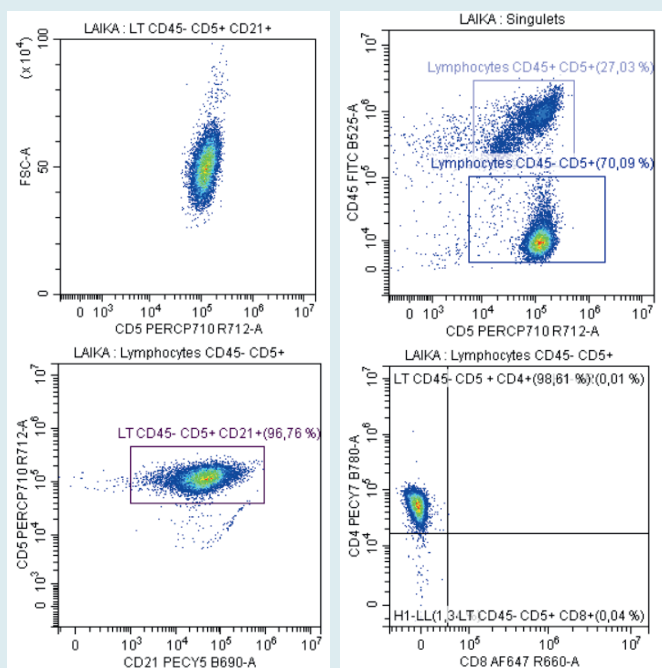 LAIKA : LT CD45- CD5+ CD21+
(x 10⁴)
100
50
0
FSC-A
0 10³ 10⁴ 10⁵ 10⁶ 10⁷
CD5 PERCP710 R712-A
LAIKA : Singulets
Lymphocytes CD45+ CD5+(27,03 %)
Lymphocytes CD45- CD5+(70,09 %)
10⁷
10⁶
10⁵
10⁴
0
CD45 FITC B525-A
0 10³ 10⁴ 10⁵ 10⁶ 10⁷
CD5 PERCP710 R712-A
LAIKA : Lymphocytes CD45- CD5+
LT CD45- CD5+ CD21+(96,76 %)
10⁷
10⁶
10⁵
10⁴
10³
0
CD5 PERCP710 R712-A
0 10³ 10⁴ 10⁵ 10⁶ 10⁷
CD21 PECY5 B690-A
LAIKA : Lymphocytes CD45- CD5+
LT CD45- CD5 + CD4+(98,61 %) (0,01 %)
10⁷
10⁶
10⁵
10⁴
0
CD4 PECY7 B780-A
H1-LL(1,3 LT CD45- CD5+ CD8+(0,04 %)
0 10⁵ 10⁶ 10⁷
CD8 AF647 R660-A